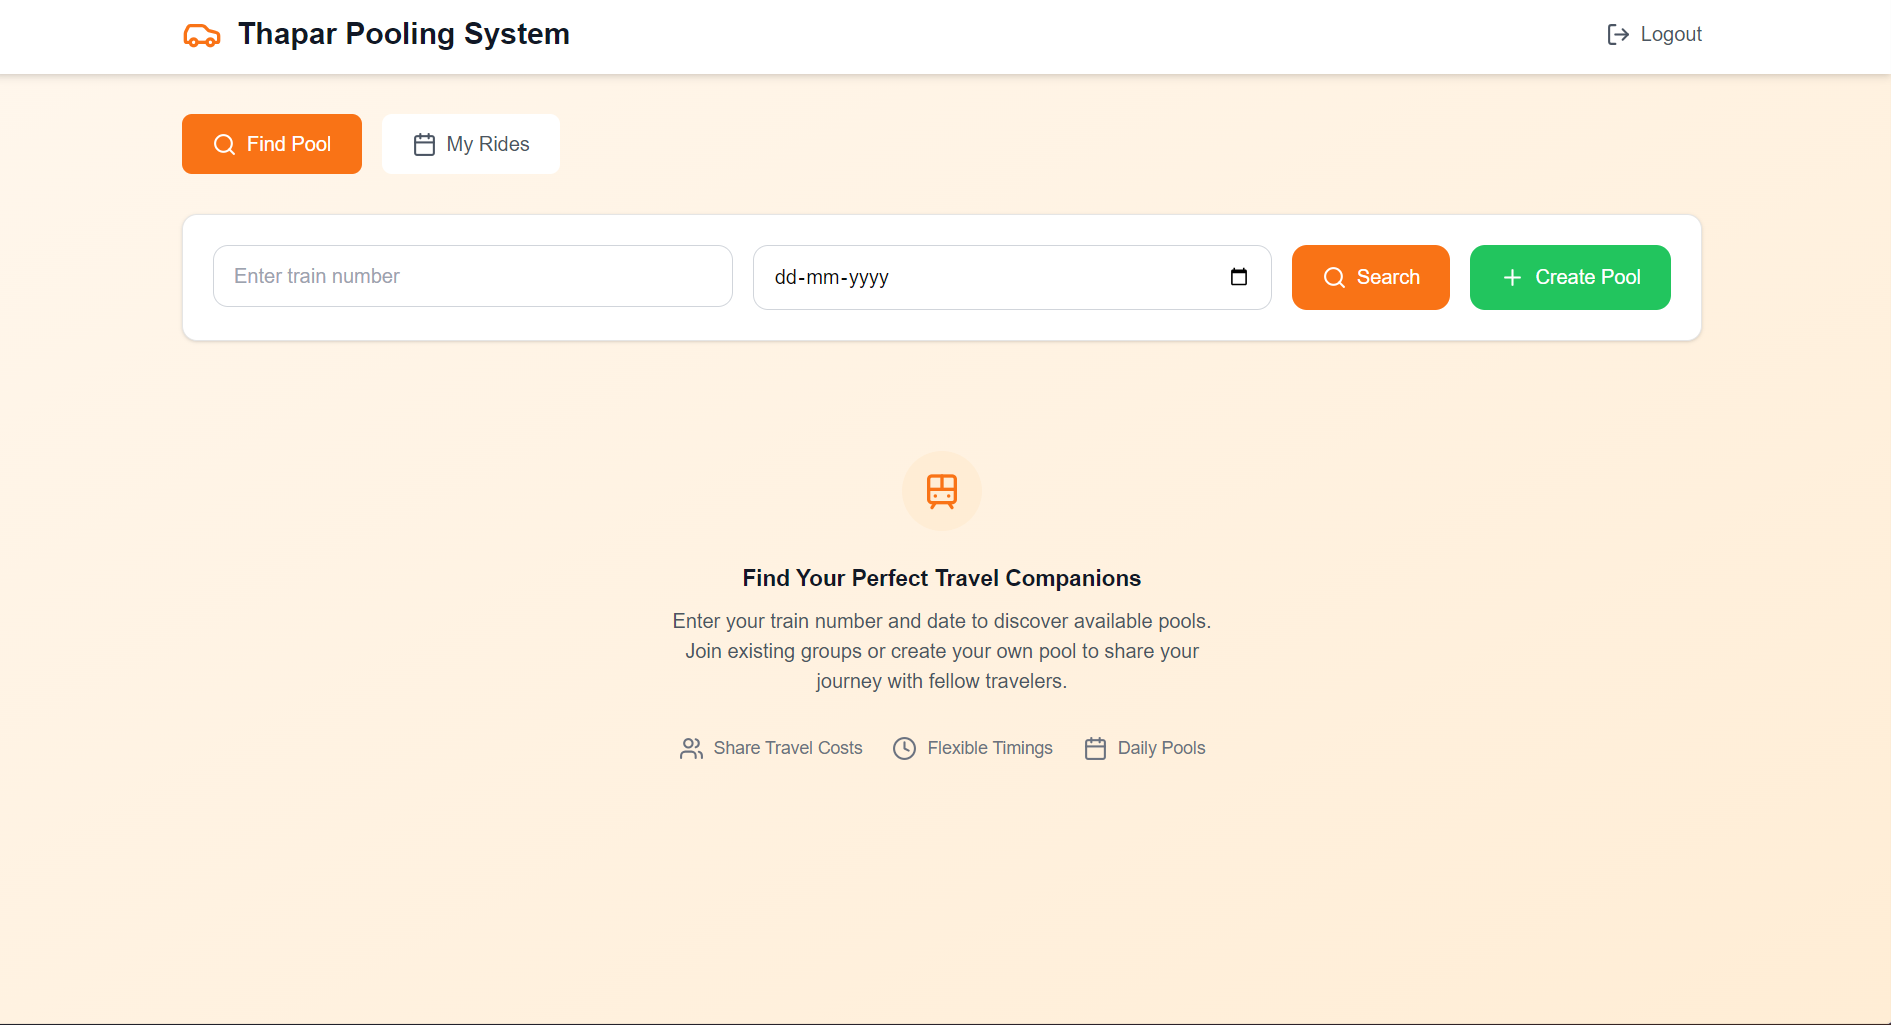 Thapar Pooling System
Logout
Find Pool
My Rides
Enter train number
dd-mm-yyyy
Search
Create Pool
Find Your Perfect Travel Companions
Enter your train number and date to discover available pools.
Join existing groups or create your own pool to share your
journey with fellow travelers.
Share Travel Costs
Flexible Timings
Daily Pools